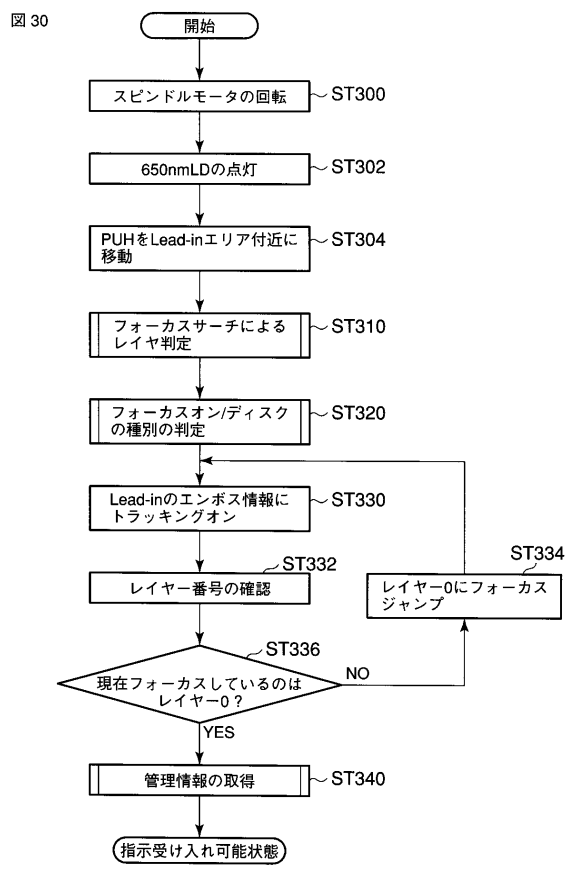 図 30
開始
スピンドルモータの回転
ST300
650nmLDの点灯
ST302
PUHをLead-inエリア付近に
移動
ST304
フォーカスサーチによる
レイヤ判定
ST310
フォーカスオン/ディスク
の種別の判定
ST320
Lead-inのエンボス情報に
トラッキングオン
ST330
ST332
レイヤー番号の確認
ST334
レイヤー0にフォーカス
ジャンプ
ST336
現在フォーカスしているのは
レイヤー0?
NO
YES
管理情報の取得
ST340
指示受け入れ可能状態